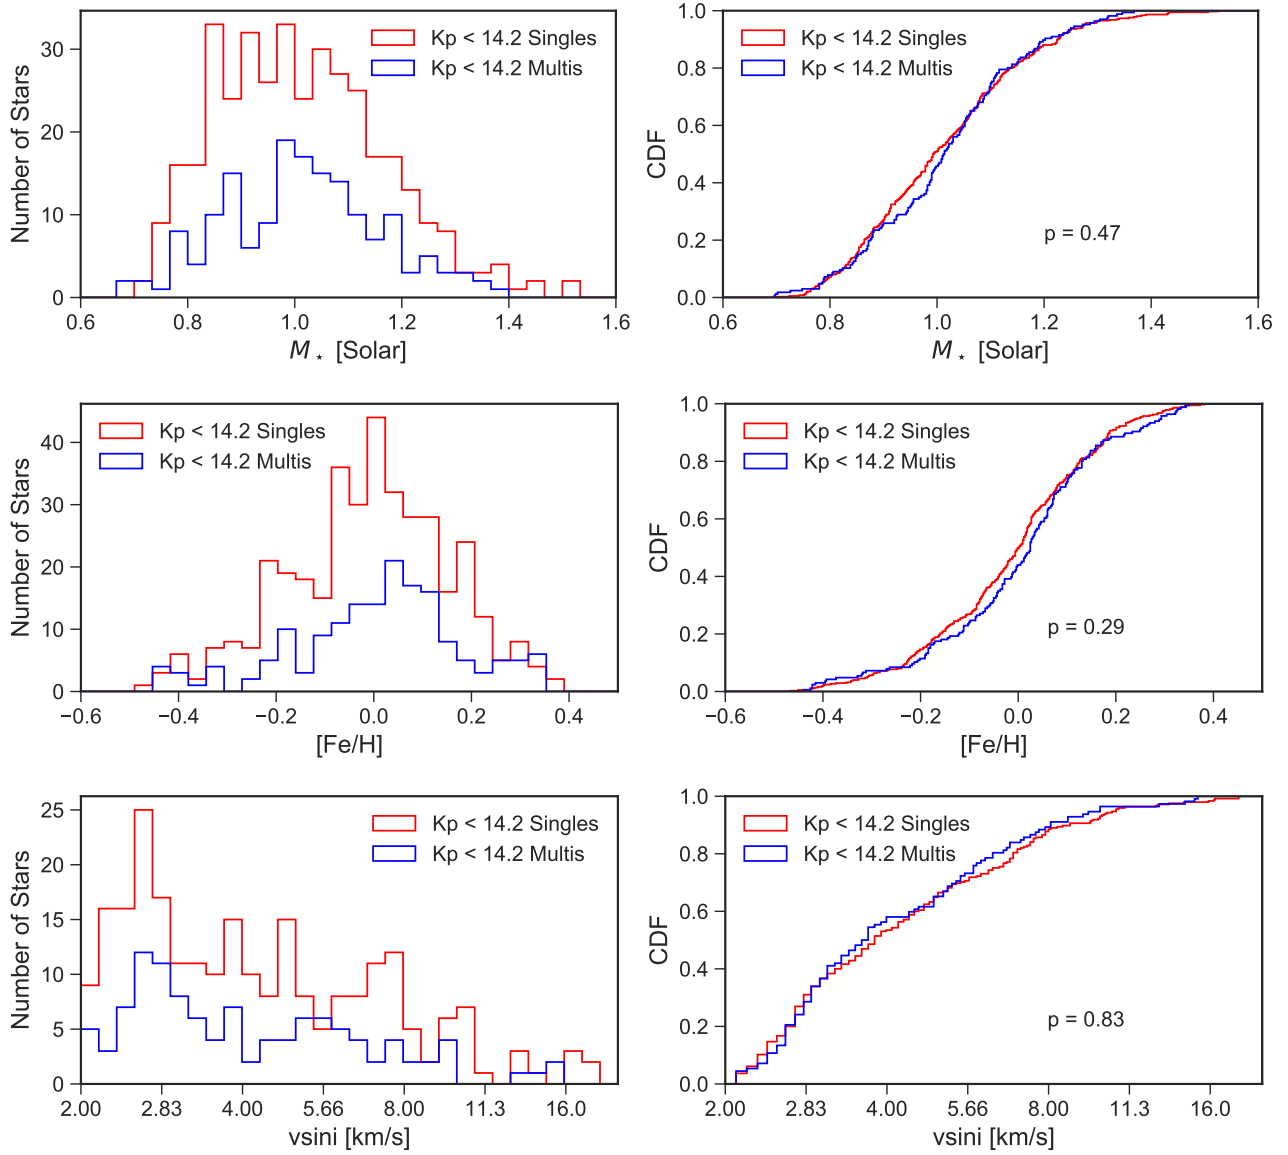 Number of Stars
30
20
10
0
Kp < 14.2 Singles
Kp < 14.2 Multis
0.6 0.8 1.0 1.2 1.4 1.6
M⋆ [Solar]
CDF
1.0
0.8
0.6
0.4
0.2
0.0
Kp < 14.2 Singles
Kp < 14.2 Multis
p = 0.47
0.6 0.8 1.0 1.2 1.4 1.6
M⋆ [Solar]
Number of Stars
40
30
20
10
0
Kp < 14.2 Singles
Kp < 14.2 Multis
−0.6 −0.4 −0.2 0.0 0.2 0.4
[Fe/H]
CDF
1.0
0.8
0.6
0.4
0.2
0.0
Kp < 14.2 Singles
Kp < 14.2 Multis
p = 0.29
−0.6 −0.4 −0.2 0.0 0.2 0.4
[Fe/H]
Number of Stars
25
20
15
10
5
0
Kp < 14.2 Singles
Kp < 14.2 Multis
2.00 2.83 4.00 5.66 8.00 11.3 16.0
vsini [km/s]
CDF
1.0
0.8
0.6
0.4
0.2
0.0
Kp < 14.2 Singles
Kp < 14.2 Multis
p = 0.83
2.00 2.83 4.00 5.66 8.00 11.3 16.0
vsini [km/s]